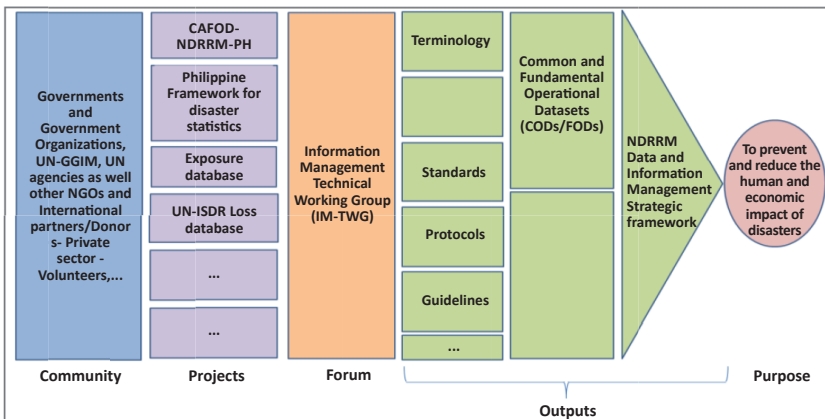 Governments
and
Government
Organizations,
UN-GGIM, UN
agencies as well
other NGOs and
International
partners/Donor
s- Private
sector -
Volunteers,...
Community
CAFOD-
NDRRM-PH
Philippine
Framework for
disaster
statistics
Exposure
database
UN-ISDR Loss
database
...
...
Projects
Information
Management
Technical
Working Group
(IM-TWG)
Forum
Terminology
Standards
Protocols
Guidelines
...
Common and
Fundamental
Operational
Datasets
(CODs/FODs)
NDRRM
Data and
Information
Management
Strategic
framework
Outputs
To prevent
and reduce the
human and
economic
impact of
disasters
Purpose